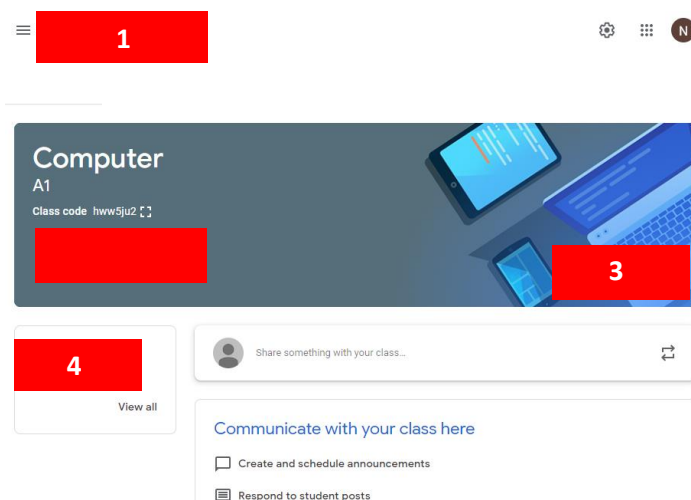 1
N
Computer
A1
Class code hww5ju2
3
4
Share something with your class...
View all
Communicate with your class here
Create and schedule announcements
Respond to student posts